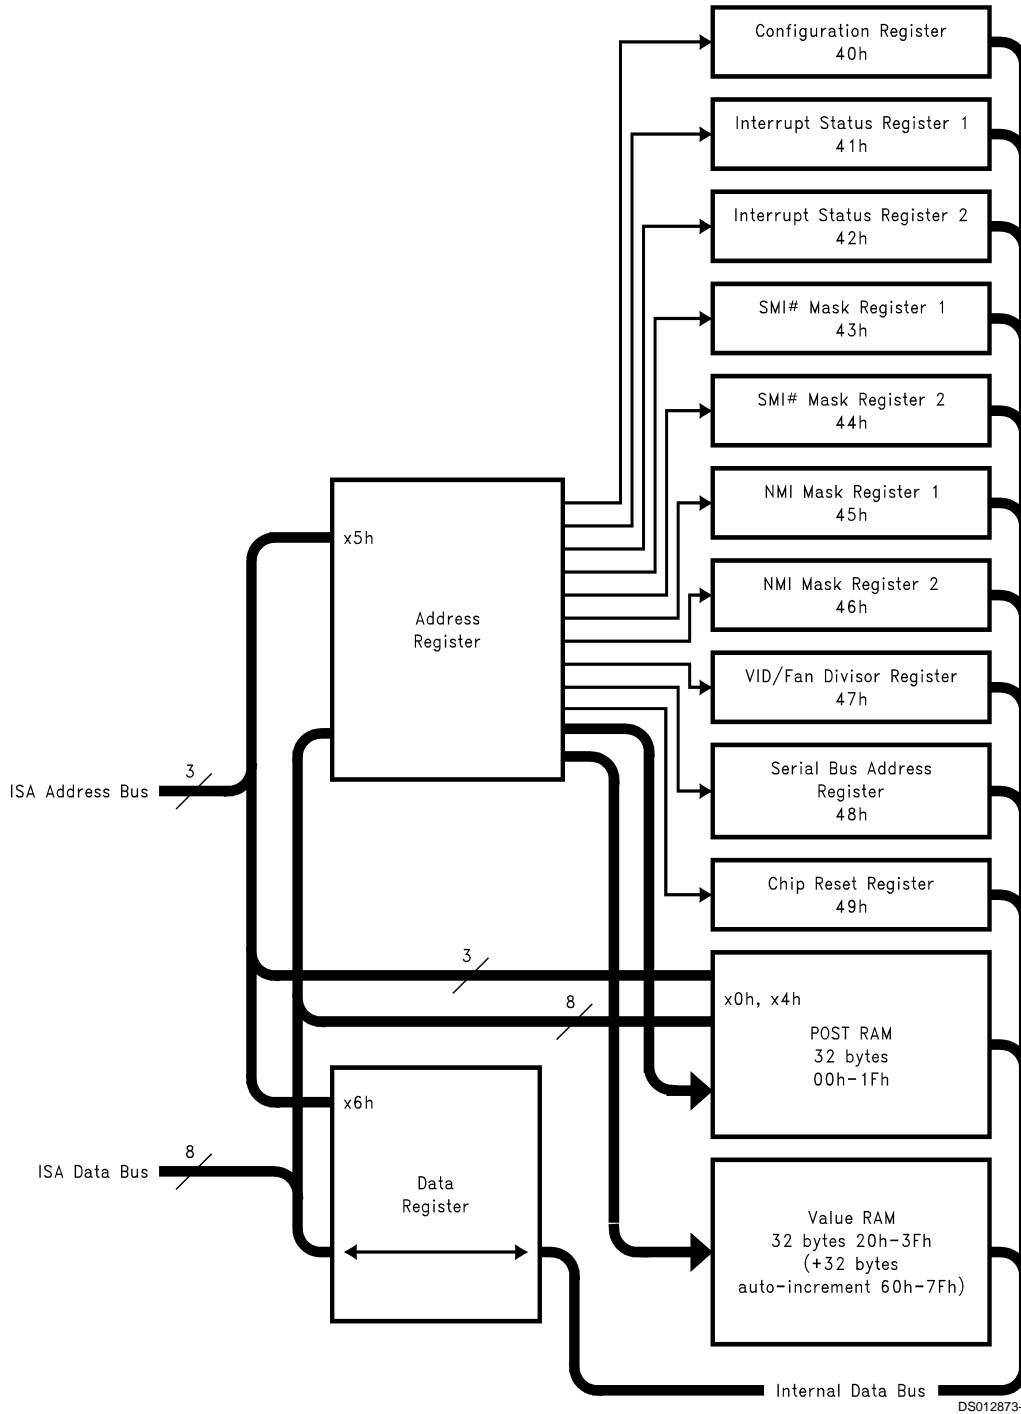 Configuration Register
40h
Interrupt Status Register 1
41h
Interrupt Status Register 2
42h
SMI# Mask Register 1
43h
SMI# Mask Register 2
44h
NMI Mask Register 1
45h
NMI Mask Register 2
46h
VID/Fan Divisor Register
47h
Serial Bus Address
Register
48h
Chip Reset Register
49h
x5h
Address
Register
3
ISA Address Bus
3
8
x0h, x4h
POST RAM
32 bytes
00h-1Fh
x6h
8
ISA Data Bus
Data
Register
Value RAM
32 bytes 20h-3Fh
(+32 bytes
auto-increment 60h-7Fh)
Internal Data Bus
DS012873-